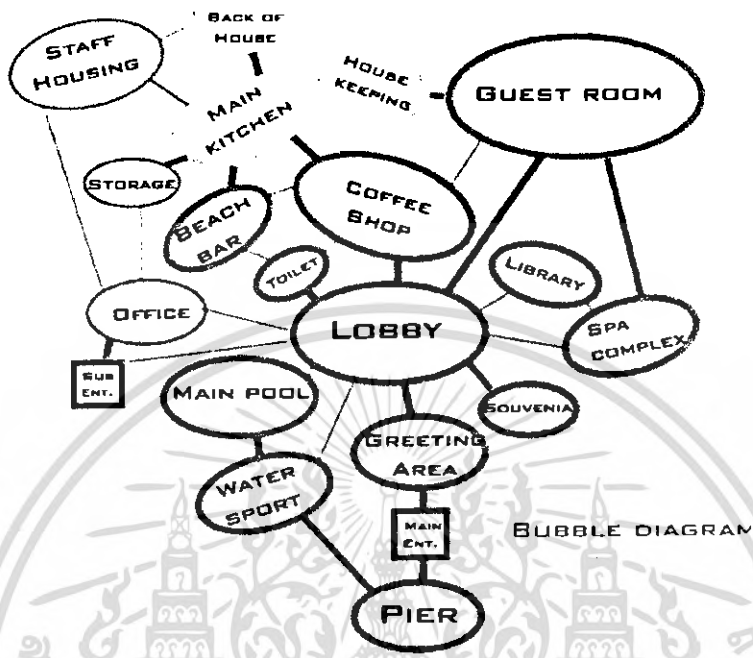 BACK OF
HOUSE
STAFF
HOUSING
HOUSE
KEEPING
GUEST ROOM
MAIN
KITCHEN
STORAGE
COFFEE
SHOP
BEACH
BAR
TOILET
LIBRARY
OFFICE
LOBBY
SPA
COMPLEX
SUB
ENT.
MAIN POOL
SOUVENIA
GREETING
AREA
WATER
SPORT
MAIN
ENT.
BUBBLE DIAGRAM
PIER